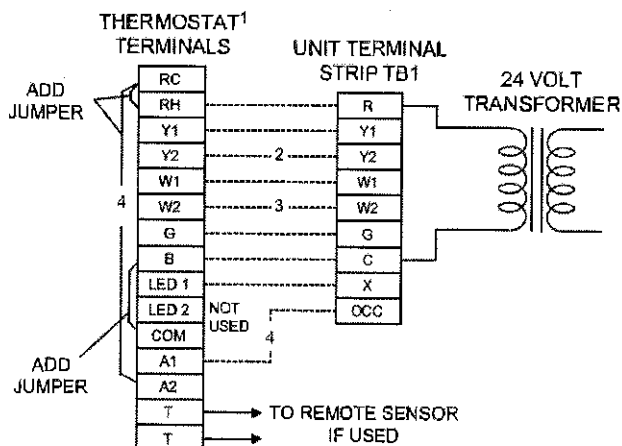 THERMOSTAT1
TERMINALS
UNIT TERMINAL
STRIP TB1
24 VOLT
TRANSFORMER
ADD
JUMPER
RC
RH
Y1
Y2
W1
W2
G
B
LED 1
LED 2
COM
A1
A2
T
T
NOT
USED
2
3
4
4
R
Y1
Y2
W1
W2
G
C
X
OCC
ADD
JUMPER
TO REMOTE SENSOR
IF USED